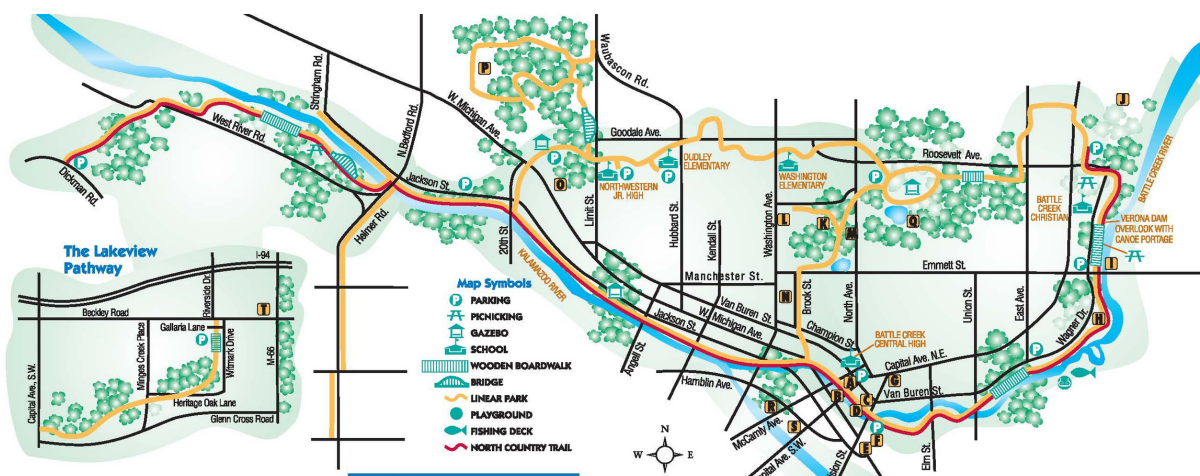 Stringham Rd.
N.Bedford Rd.
W. Michigan Ave.
Waubascon Rd.
P
J
Goodale Ave.
West River Rd.
Dickman Rd.
P
Jackson St.
P
P
O
Limit St.
NORTHWESTERN
JR. HIGH
P
P
DUDLEY
ELEMENTARY
WASHINGTON
ELEMENTARY
Roosevelt Ave.
BATTLE CREEK RIVER
P
Helmer Rd.
20th St.
Hubbard St.
Kendall St.
Washington Ave.
L
K
M
Q
BATTLE
CREEK
CHRISTIAN
VERONA DAM
OVERLOOK WITH
CANOE PORTAGE
The Lakeview
Pathway
I-94
Riverside Dr.
T
Beckley Road
Gallaria Lane
P
Minges Creek Place
Witmark Drive
M-66
Capital Ave., S.W.
Heritage Oak Lane
Glenn Cross Road
KALAMAZOO RIVER
Manchester St.
Emmett St.
P
I
N
Brook St.
North Ave.
Union St.
East Ave.
Wagner Dr.
H
Map Symbols
P PARKING
PICNICKING
GAZEBO
SCHOOL
WOODEN BOARDWALK
BRIDGE
LINEAR PARK
PLAYGROUND
FISHING DECK
NORTH COUNTRY TRAIL
P
Van Buren St.
W. Michigan Ave.
Jackson St.
Angell St.
Champion St.
BATTLE CREEK
CENTRAL HIGH
Capital Ave. N.E.
P
Hamblin Ave.
P
A
G
B
C
D
Van Buren St.
R
McCamly Ave.
S
P
F
E
Elm St.
N
W E
S